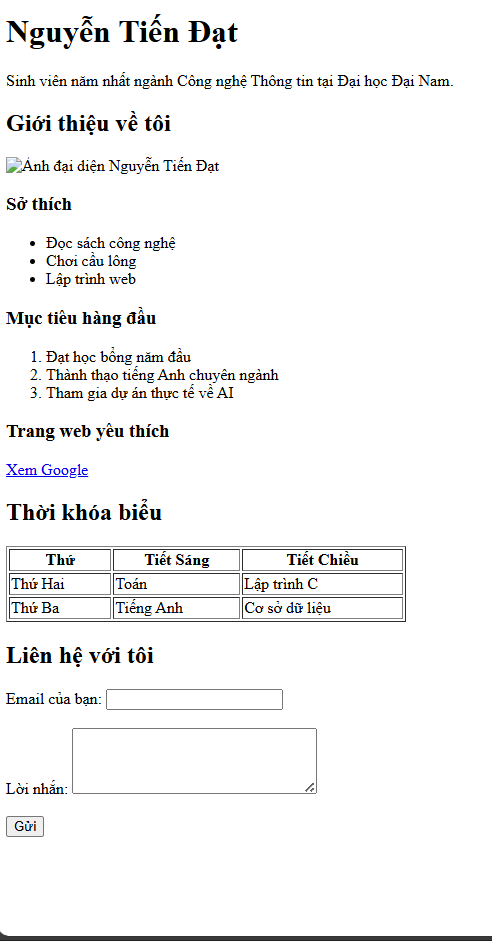 Nguyễn Tiến Đạt
Sinh viên năm nhất ngành Công nghệ Thông tin tại Đại học Đại Nam.
Giới thiệu về tôi
Ảnh đại diện Nguyễn Tiến Đạt
Sở thích
• Đọc sách công nghệ
• Chơi cầu lông
• Lập trình web
Mục tiêu hàng đầu
1. Đạt học bổng năm đầu
2. Thành thạo tiếng Anh chuyên ngành
3. Tham gia dự án thực tế về AI
Trang web yêu thích
Xem Google
Thời khóa biểu
Thứ Tiết Sáng Tiết Chiều
Thứ Hai Toán Lập trình C
Thứ Ba Tiếng Anh Cơ sở dữ liệu
Liên hệ với tôi
Email của bạn:
Lời nhắn:
Gửi